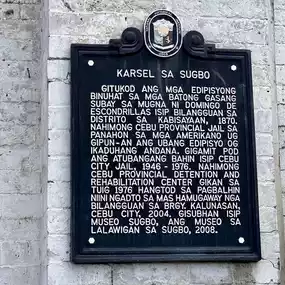 KARSEL SA SUGBO
GITUKOD ANG MGA EDIPISYONG
BINUHAT SA MGA BATONG GASANG
SUBAY SA MUGNA NI DOMINGO DE
ESCONDRILLAS ISIP BILANGGUAN SA
DISTRITO SA KABISAYAAN, 1870.
NAHIMONG CEBU PROVINCIAL JAIL SA
PANAHON SA MGA AMERIKANO UG
GIPUN-AN ANG UBANG EDIPISYO OG
IKADUHANG ANDANA. GIGAMIT POD
ANG ATUBANGANG BAHIN ISIP CEBU
CITY JAIL, 1946 - 1976. NAHIMONG
CEBU PROVINCIAL DETENTION AND
REHABILITATION CENTER GIKAN SA
TUIG 1976 HANGTOD SA PAGBALHIN
NIINI NGADTO SA MAS HAMUGAWAY NGA
BILANGGUAN SA BRGY. KALUNASAN,
CEBU CITY, 2004. GISUBHAN ISIP
MUSEO SUGBO, ANG MUSEO SA
LALAWIGAN SA SUGBO, 2008.